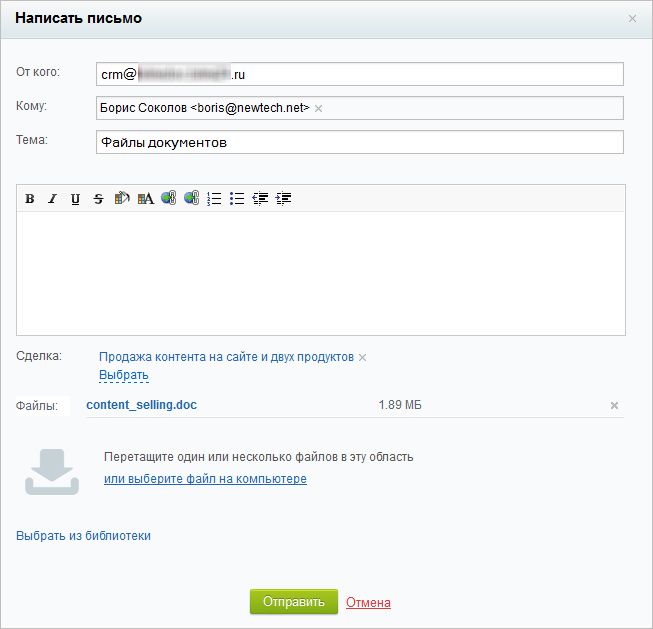 Написать письмо
От кого: crm@ .ru
Кому: Борис Соколов <boris@newtech.net>
Тема: Файлы документов
B I U S A
Сделка: Продажа контента на сайте и двух продуктов
Выбрать
Файлы: content_selling.doc 1.89 МБ
Перетащите один или несколько файлов в эту область
или выберите файл на компьютере
Выбрать из библиотеки
Отправить Отмена